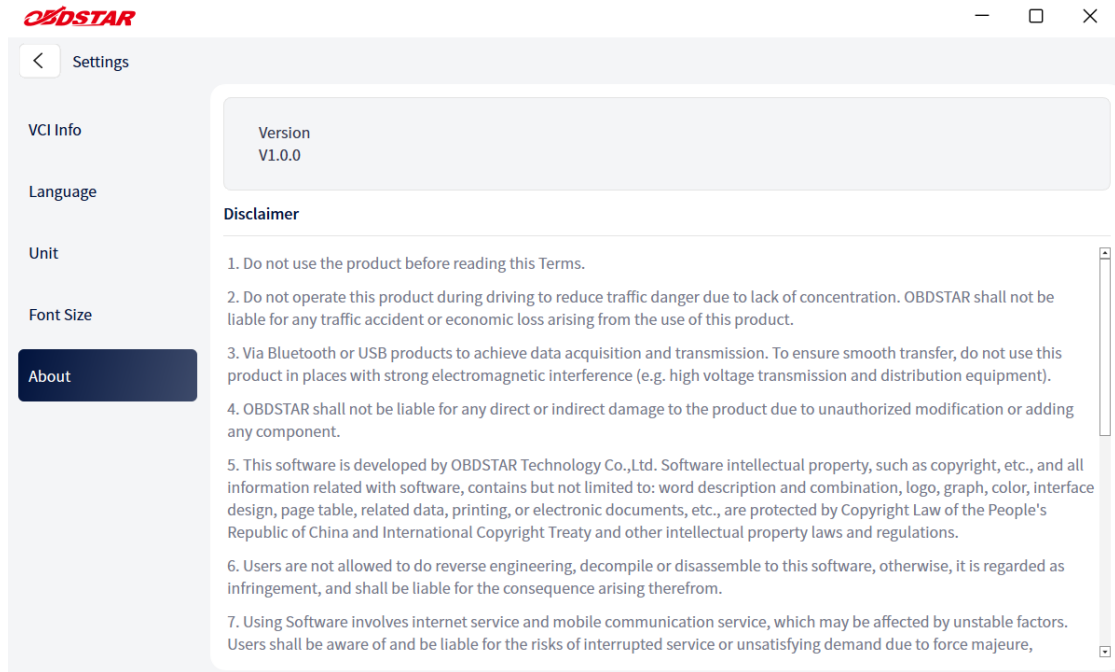 OBDSTAR
Settings
VCI Info
Language
Unit
Font Size
About
Version
V1.0.0
Disclaimer
1. Do not use the product before reading this Terms.
2. Do not operate this product during driving to reduce traffic danger due to lack of concentration. OBDSTAR shall not be
liable for any traffic accident or economic loss arising from the use of this product.
3. Via Bluetooth or USB products to achieve data acquisition and transmission. To ensure smooth transfer, do not use this
product in places with strong electromagnetic interference (e.g. high voltage transmission and distribution equipment).
4. OBDSTAR shall not be liable for any direct or indirect damage to the product due to unauthorized modification or adding
any component.
5. This software is developed by OBDSTAR Technology Co.,Ltd. Software intellectual property, such as copyright, etc., and all
information related with software, contains but not limited to: word description and combination, logo, graph, color, interface
design, page table, related data, printing, or electronic documents, etc., are protected by Copyright Law of the People's
Republic of China and International Copyright Treaty and other intellectual property laws and regulations.
6. Users are not allowed to do reverse engineering, decompile or disassemble to this software, otherwise, it is regarded as
infringement, and shall be liable for the consequence arising therefrom.
7. Using Software involves internet service and mobile communication service, which may be affected by unstable factors.
Users shall be aware of and be liable for the risks of interrupted service or unsatisfying demand due to force majeure,